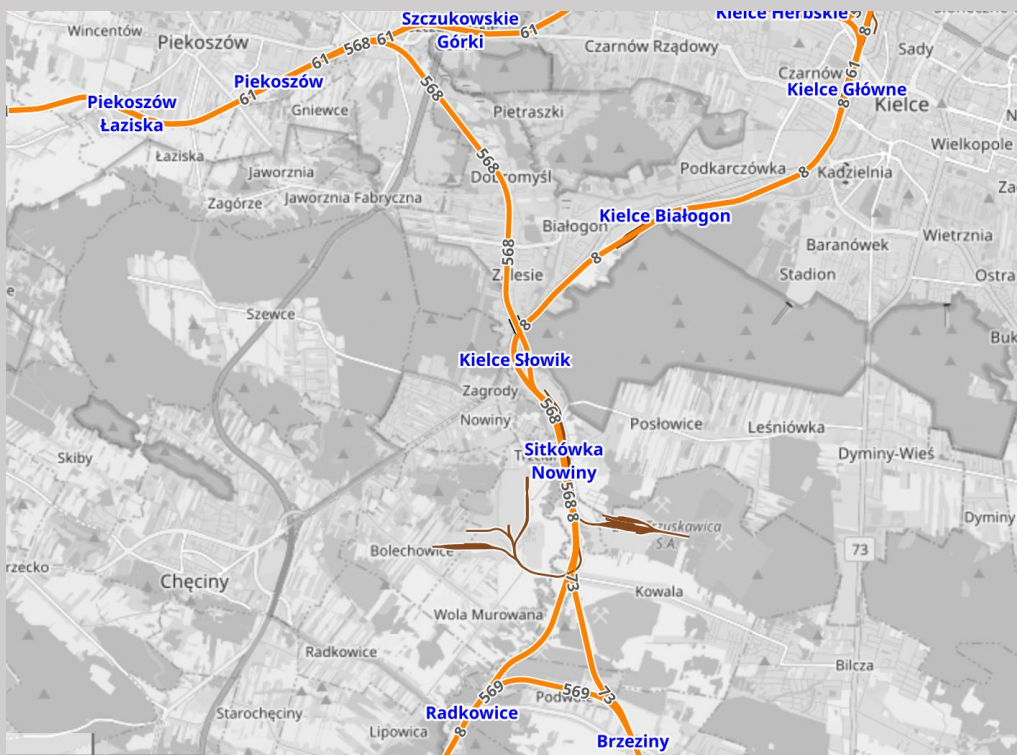 Szczukowskie
Górki
Kielce Herbskie
Wincentów
Piekoszów
568
61
61
61
8
Czarnów Rządowy
Sady
61
Piekoszów
Czarnów
61
568
Kielce Główne
Piekoszów
Łaziska
Gniewce
Pietraszki
8
Kielce
Łaziska
568
Wielkopole
Jaworznia
Dobromyśl
Podkarczówka
8
Kadzielnia
Zagórze
Jaworznia Fabryczna
Kielce Białogon
Białogon
Wietrznia
568
8
Baranówek
Zalesie
Stadion
Ostra
Szewce
8
Buk
Kielce Słowik
Zagrody
568
Nowiny
Posłowice
Leśniówka
Sitkówka
Nowiny
Skiby
Dyminy-Wieś
568
8
Dyminy
Trzuskawica
S.A.
Bolechowice
73
rzecko
Chęciny
73
Kowala
Wola Murowana
Radkowice
Bilcza
569
569
73
Radkowice
Starochęciny
8
Lipowica
Brzeziny